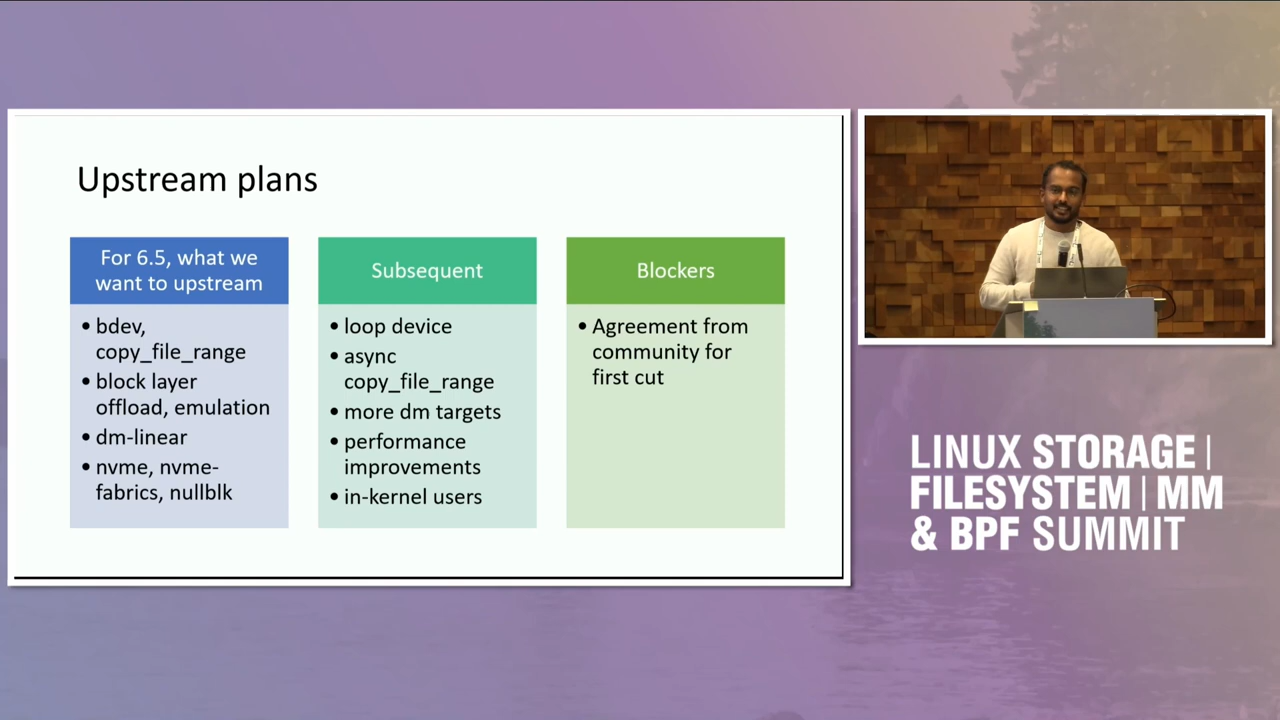 Upstream plans
For 6.5, what we
want to upstream
• bdev,
copy_file_range
• block layer
offload, emulation
• dm-linear
• nvme, nvme-
fabrics, nullblk
Subsequent
• loop device
• async
copy_file_range
• more dm targets
• performance
improvements
• in-kernel users
Blockers
• Agreement from
community for
first cut
LINUX STORAGE |
FILESYSTEM | MM
& BPF SUMMIT